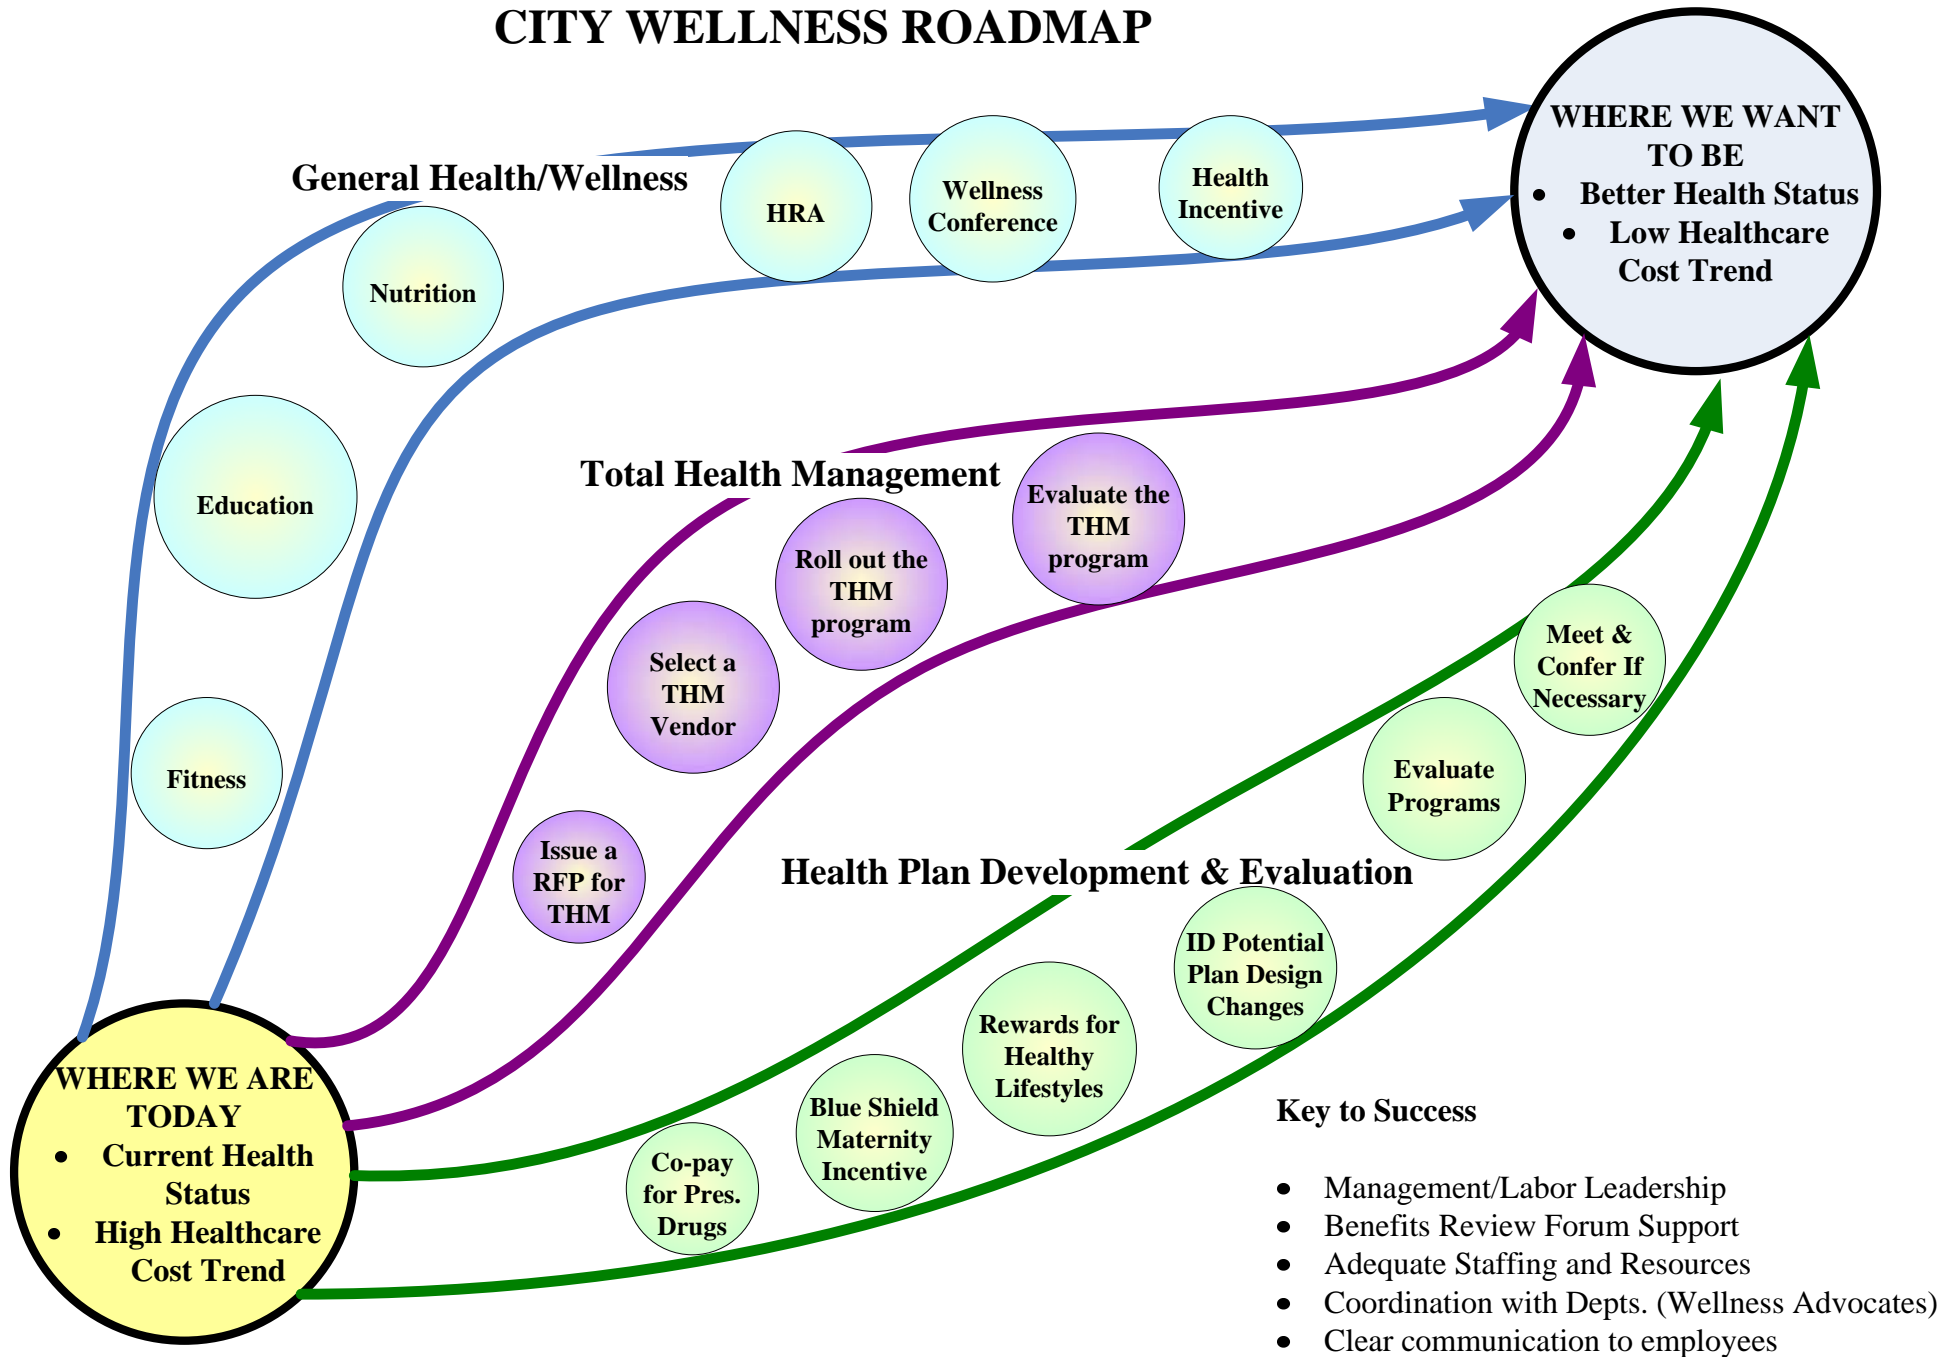 CITY WELLNESS ROADMAP
WHERE WE WANT
TO BE
• Better Health Status
• Low Healthcare
Cost Trend
General Health/Wellness
HRA
Wellness
Conference
Health
Incentive
Nutrition
Education
Fitness
Total Health Management
Evaluate the
THM
program
Roll out the
THM
program
Select a
THM
Vendor
Issue a
RFP for
THM
Meet &
Confer If
Necessary
Evaluate
Programs
Health Plan Development & Evaluation
ID Potential
Plan Design
Changes
Rewards for
Healthy
Lifestyles
Blue Shield
Maternity
Incentive
Co-pay
for Pres.
Drugs
WHERE WE ARE
TODAY
• Current Health
Status
• High Healthcare
Cost Trend
Key to Success
• Management/Labor Leadership
• Benefits Review Forum Support
• Adequate Staffing and Resources
• Coordination with Depts. (Wellness Advocates)
• Clear communication to employees